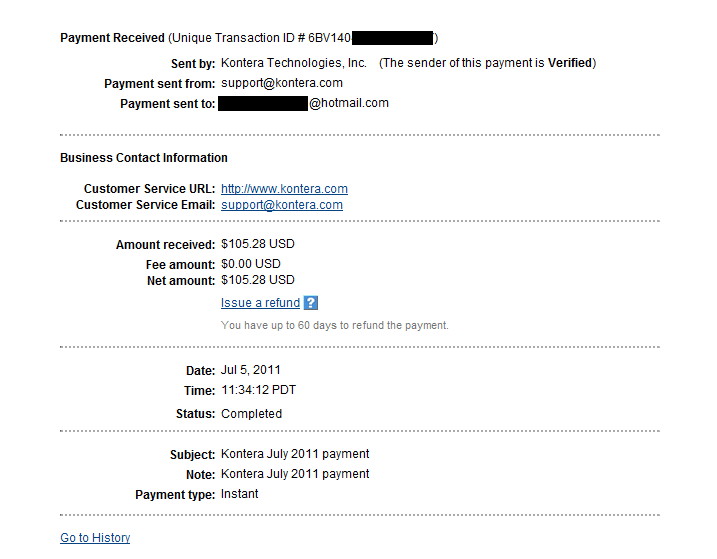 Payment Received (Unique Transaction ID # 6BV140 )
Sent by: Kontera Technologies, Inc. (The sender of this payment is Verified)
Payment sent from: support@kontera.com
Payment sent to: @hotmail.com
Business Contact Information
Customer Service URL: http://www.kontera.com
Customer Service Email: support@kontera.com
Amount received: $105.28 USD
Fee amount: $0.00 USD
Net amount: $105.28 USD
Issue a refund ?
You have up to 60 days to refund the payment.
Date: Jul 5, 2011
Time: 11:34:12 PDT
Status: Completed
Subject: Kontera July 2011 payment
Note: Kontera July 2011 payment
Payment type: Instant
Go to History